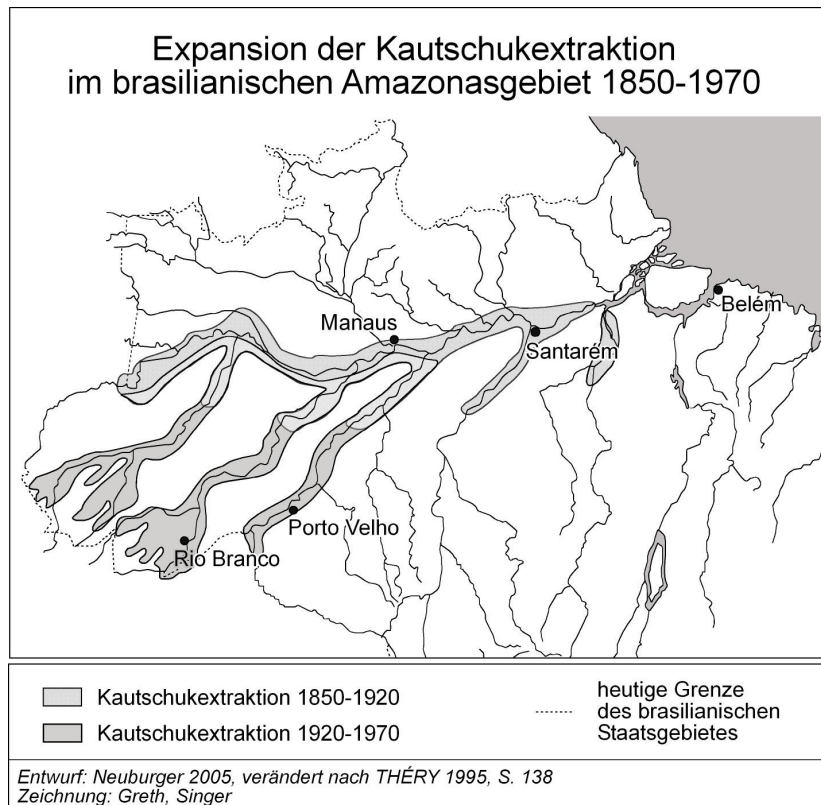 Expansion der Kautschukextraktion
im brasilianischen Amazonasgebiet 1850-1970
Manaus
Belém
Santarém
Porto Velho
Rio Branco
Kautschukextraktion 1850-1920
Kautschukextraktion 1920-1970
heutige Grenze
des brasilianischen
Staatsgebietes
Entwurf: Neuburger 2005, verändert nach THÉRY 1995, S. 138
Zeichnung: Greth, Singer